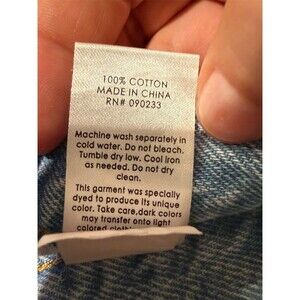 100% COTTON
MADE IN CHINA
RN# 090233
Machine wash separately in
cold water. Do not bleach.
Tumble dry low. Cool Iron
as needed. Do not dry
clean.
This garment was specially
dyed to produce its unique
color. Take care,dark colors
may transfer onto light
colored